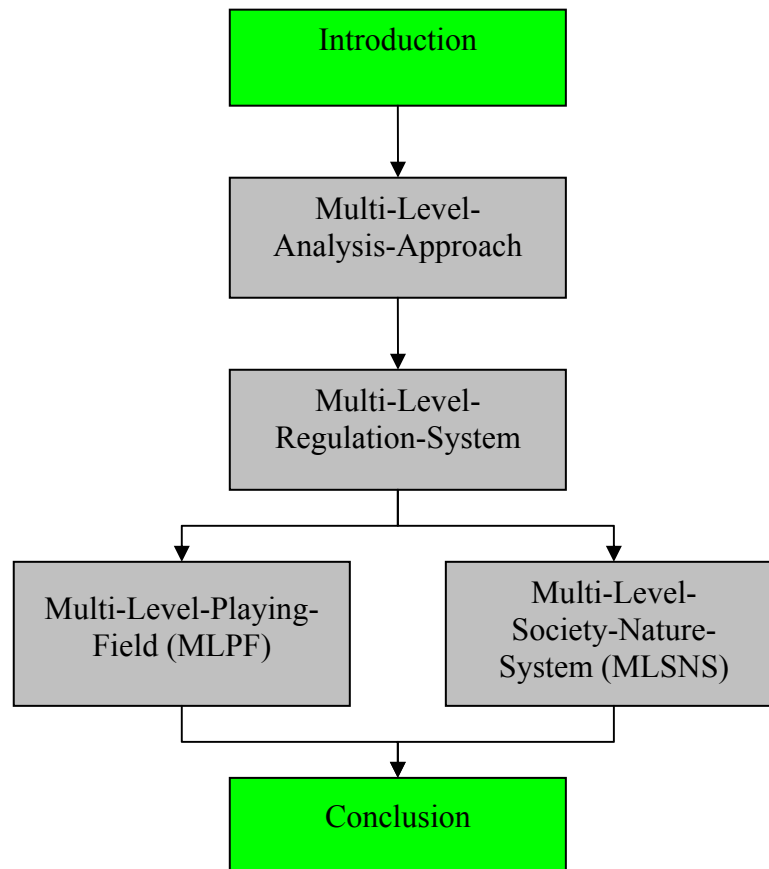 Introduction
Multi-Level-
Analysis-Approach
Multi-Level-
Regulation-System
Multi-Level-Playing-
Field (MLPF)
Multi-Level-
Society-Nature-
System (MLSNS)
Conclusion